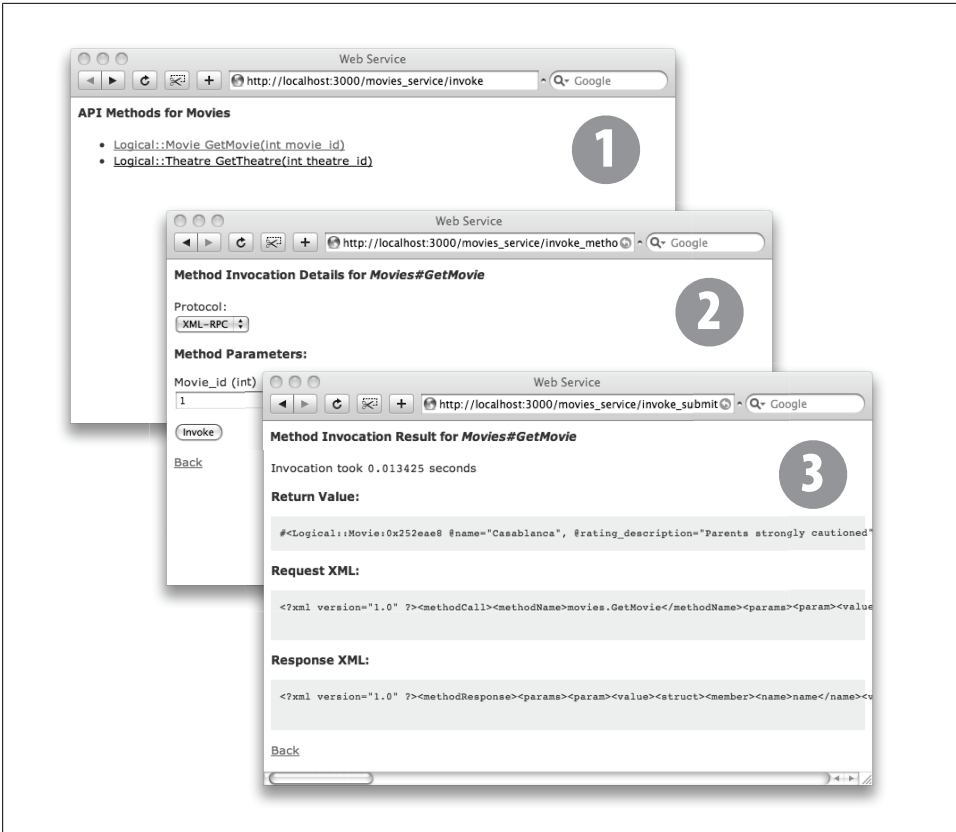 Web Service
http://localhost:3000/movies_service/invoke
Google
API Methods for Movies
• Logical::Movie GetMovie(int movie_id)
• Logical::Theatre GetTheatre(int theatre_id)
1
Web Service
http://localhost:3000/movies_service/invoke_metho
Google
Method Invocation Details for Movies#GetMovie
Protocol:
XML-RPC
Method Parameters:
Movie_id (int)
1
Invoke
Back
2
Web Service
http://localhost:3000/movies_service/invoke_submit
Google
Method Invocation Result for Movies#GetMovie
Invocation took 0.013425 seconds
3
Return Value:
#<Logical::Movie:0x252eae8 @name="Casablanca", @rating_description="Parents strongly cautioned"
Request XML:
<?xml version="1.0" ?><methodCall><methodName>movies.GetMovie</methodName><params><param><value
Response XML:
<?xml version="1.0" ?><methodResponse><params><param><value><struct><member><name>name</name><v
Back